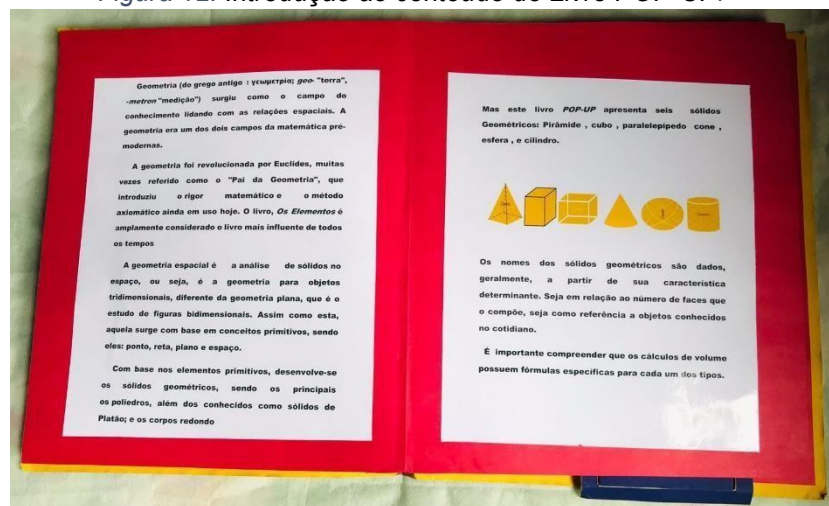 Geometria (do grego antigo : γεωμετρία; geo- "terra",
-metron "medição") surgiu como o campo do
conhecimento lidando com as relações espaciais. A
geometria era um dos dois campos da matemática pré-
modernas.
A geometria foi revolucionada por Euclides, muitas
vezes referido como o "Pai da Geometria", que
introduziu o rigor matemático e o método
axiomático ainda em uso hoje. O livro, Os Elementos é
amplamente considerado o livro mais influente de todos
os tempos
A geometria espacial é a análise de sólidos no
espaço, ou seja, é a geometria para objetos
tridimensionais, diferente da geometria plana, que é o
estudo de figuras bidimensionais. Assim como esta,
aquela surge com base em conceitos primitivos, sendo
eles: ponto, reta, plano e espaço.
Com base nos elementos primitivos, desenvolve-se
os sólidos geométricos, sendo os principais
os poliedros, além dos conhecidos como sólidos de
Platão; e os corpos redondo
Mas este livro POP-UP apresenta seis sólidos
Geométricos: Pirâmide , cubo , paralelepípedo cone ,
esfera , e cilindro.
Os nomes dos sólidos geométricos são dados,
geralmente, a partir de sua característica
determinante. Seja em relação ao número de faces que
o compõe, seja como referência a objetos conhecidos
no cotidiano.
É importante compreender que os cálculos de volume
possuem fórmulas específicas para cada um dos tipos.